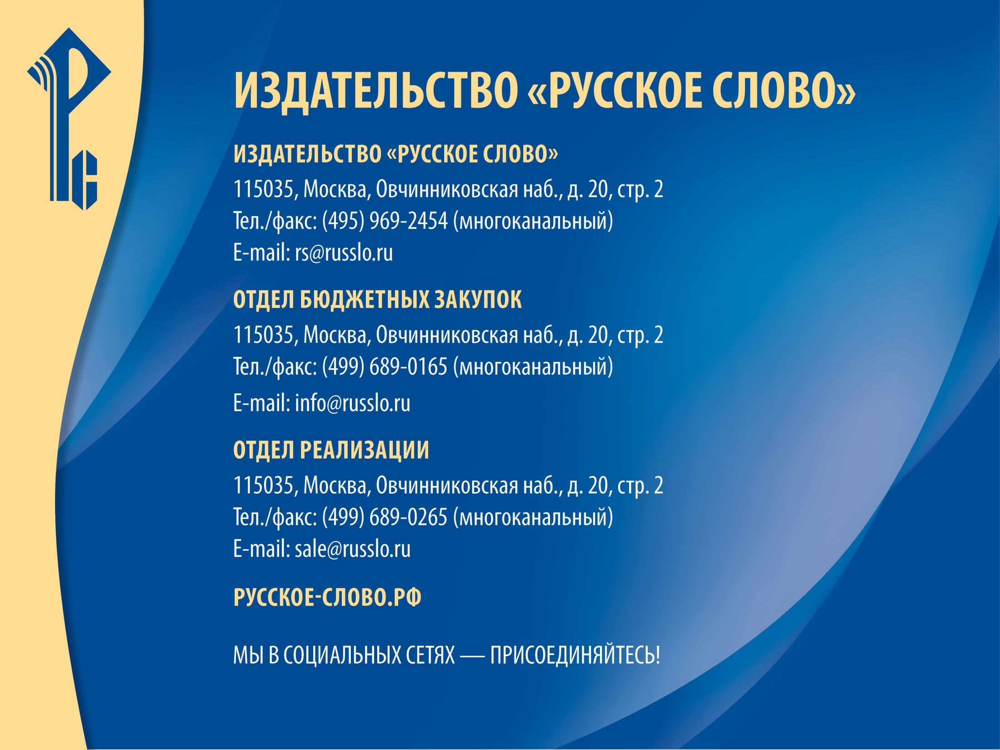 РС
ИЗДАТЕЛЬСТВО «РУССКОЕ СЛОВО»
ИЗДАТЕЛЬСТВО «РУССКОЕ СЛОВО»
115035, Москва, Овчинниковская наб., д. 20, стр. 2
Тел./факс: (495) 969-2454 (многоканальный)
E-mail: rs@russlo.ru
ОТДЕЛ БЮДЖЕТНЫХ ЗАКУПОК
115035, Москва, Овчинниковская наб., д. 20, стр. 2
Тел./факс: (499) 689-0165 (многоканальный)
E-mail: info@russlo.ru
ОТДЕЛ РЕАЛИЗАЦИИ
115035, Москва, Овчинниковская наб., д. 20, стр. 2
Тел./факс: (499) 689-0265 (многоканальный)
E-mail: sale@russlo.ru
РУССКОЕ-СЛОВО.РФ
МЫ В СОЦИАЛЬНЫХ СЕТЯХ — ПРИСОЕДИНЯЙТЕСЬ!